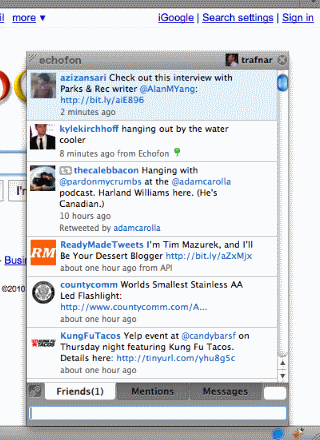 more ▼
iGoogle | Search settings | Sign in
echofon
trafnar
azizansari Check out this interview with
Parks & Rec writer @AlanMYang:
http://bit.ly/aiE896
2 minutes ago
kylekirchhoff hanging out by the water
cooler
8 minutes ago from Echofon
thecalebbacon Hanging with
@pardonmycrumbs at the @adamcarolla
podcast. Harland Williams here. (He's
Canadian.)
10 hours ago
Retweeted by adamcarolla
RM
ReadyMadeTweets I'm Tim Mazurek, and I'll
Be Your Dessert Blogger http://bit.ly/aZxMjx
about one hour ago from API
countycomm Worlds Smallest Stainless AA
Led Flashlight:
http://www.countycomm.com/A...
about one hour ago
KUNG FU TACOS
KungFuTacos Yelp event at @candybarsf on
Thursday night featuring Kung Fu Tacos.
Details here: http://tinyurl.com/yhu8g5c
about one hour ago
Friends(1)
Mentions
Messages
I'm
Busin
©2010